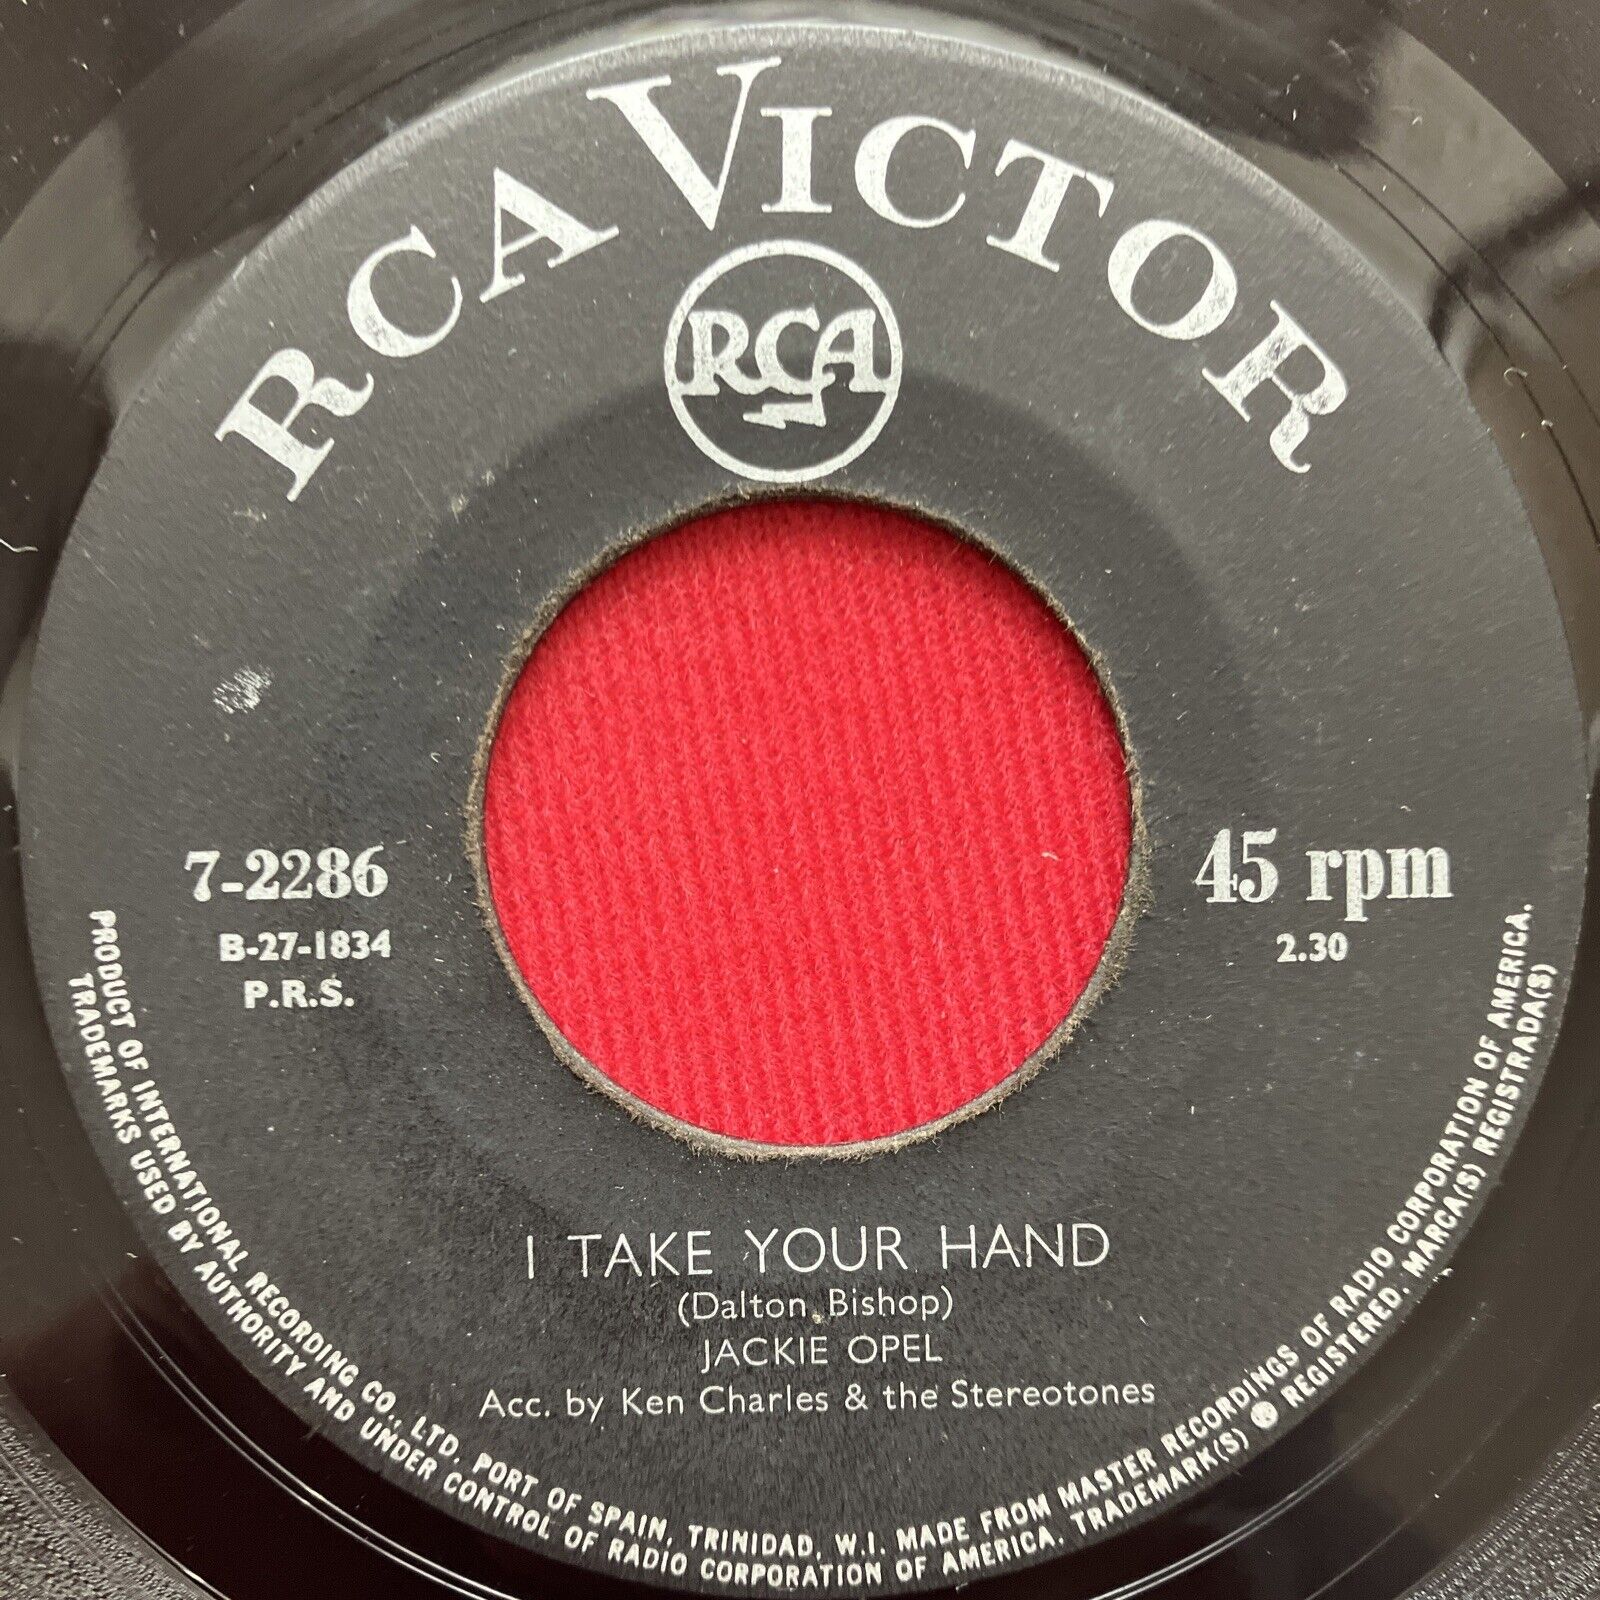 RCA VICTOR
RCA
7-2286
B-27-1834
P.R.S.
45 rpm
2.30
I TAKE YOUR HAND
(Dalton Bishop)
JACKIE OPEL
Acc. by Ken Charles & the Stereotones
PRODUCT OF INTERNATIONAL RECORDING CO., LTD. PORT OF SPAIN, TRINIDAD, W.I. MADE FROM MASTER RECORDINGS OF RADIO CORPORATION OF AMERICA.
TRADEMARKS USED BY AUTHORITY AND UNDER CONTROL OF RADIO CORPORATION OF AMERICA. TRADEMARK(S) ® REGISTERED. MARCA(S) REGISTRADA(S)